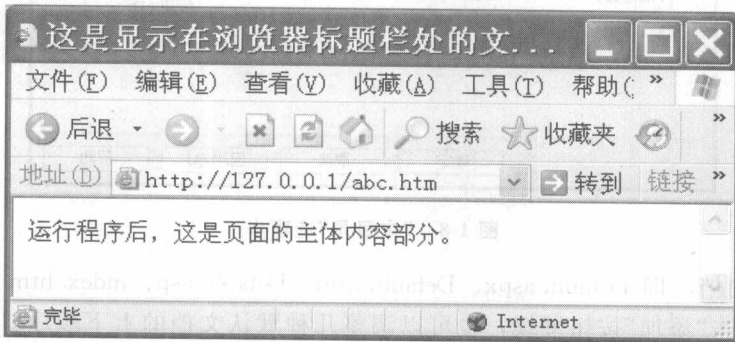 这是显示在浏览器标题栏处的文...
文件(F) 编辑(E) 查看(V) 收藏(A) 工具(T) 帮助( »
后退 搜索 收藏夹 »
地址(D) http://127.0.0.1/abc.htm 转到 链接 »
运行程序后，这是页面的主体内容部分。
完毕 Internet